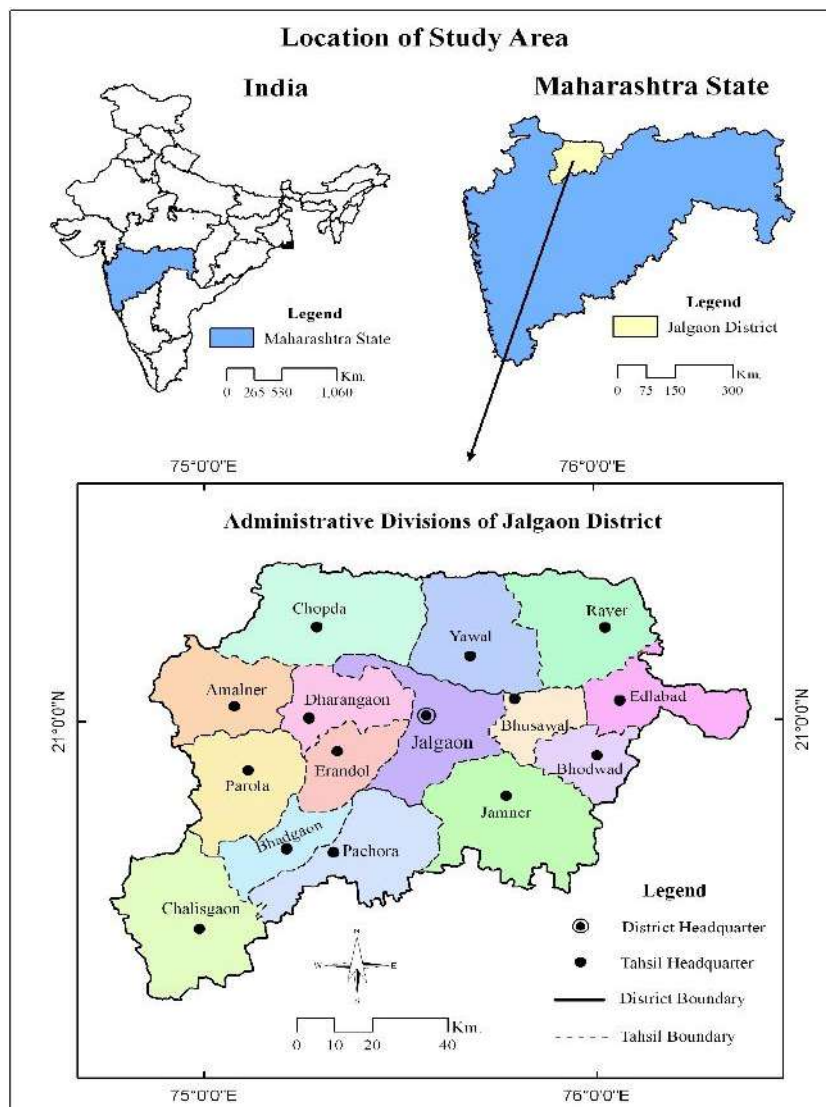 Location of Study Area
India
Maharashtra State
Legend
Maharashtra State
Km.
0 265 530 1,060
Legend
Jalgaon District
Km.
0 75 150 300
75°0'0"E 76°0'0"E
Administrative Divisions of Jalgaon District
Chopda
Raver
Yawal
Amalner
Dharangaon
Edlabad
21°0'0"N
21°0'0"N
Bhusawal
Jalgaon
Erandol
Bhodwad
Parola
Jamner
Bhadgaon
Pachora
Chalisgaon
Legend
District Headquarter
Tahsil Headquarter
District Boundary
Tahsil Boundary
N
W E
S
Km.
0 10 20 40
75°0'0"E 76°0'0"E